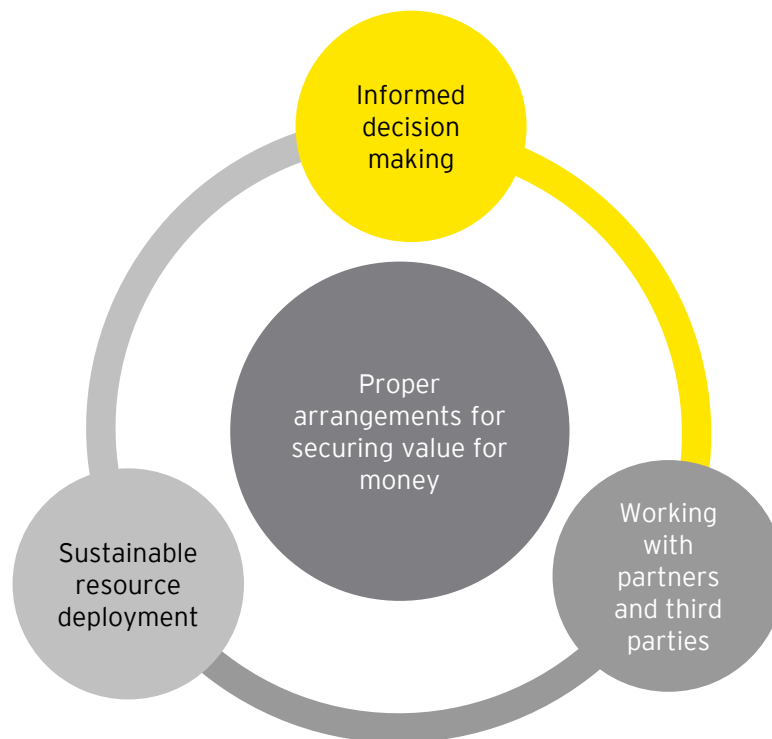 Informed
decision
making
Proper
arrangements for
securing value for
money
Sustainable
resource
deployment
Working
with
partners
and third
parties